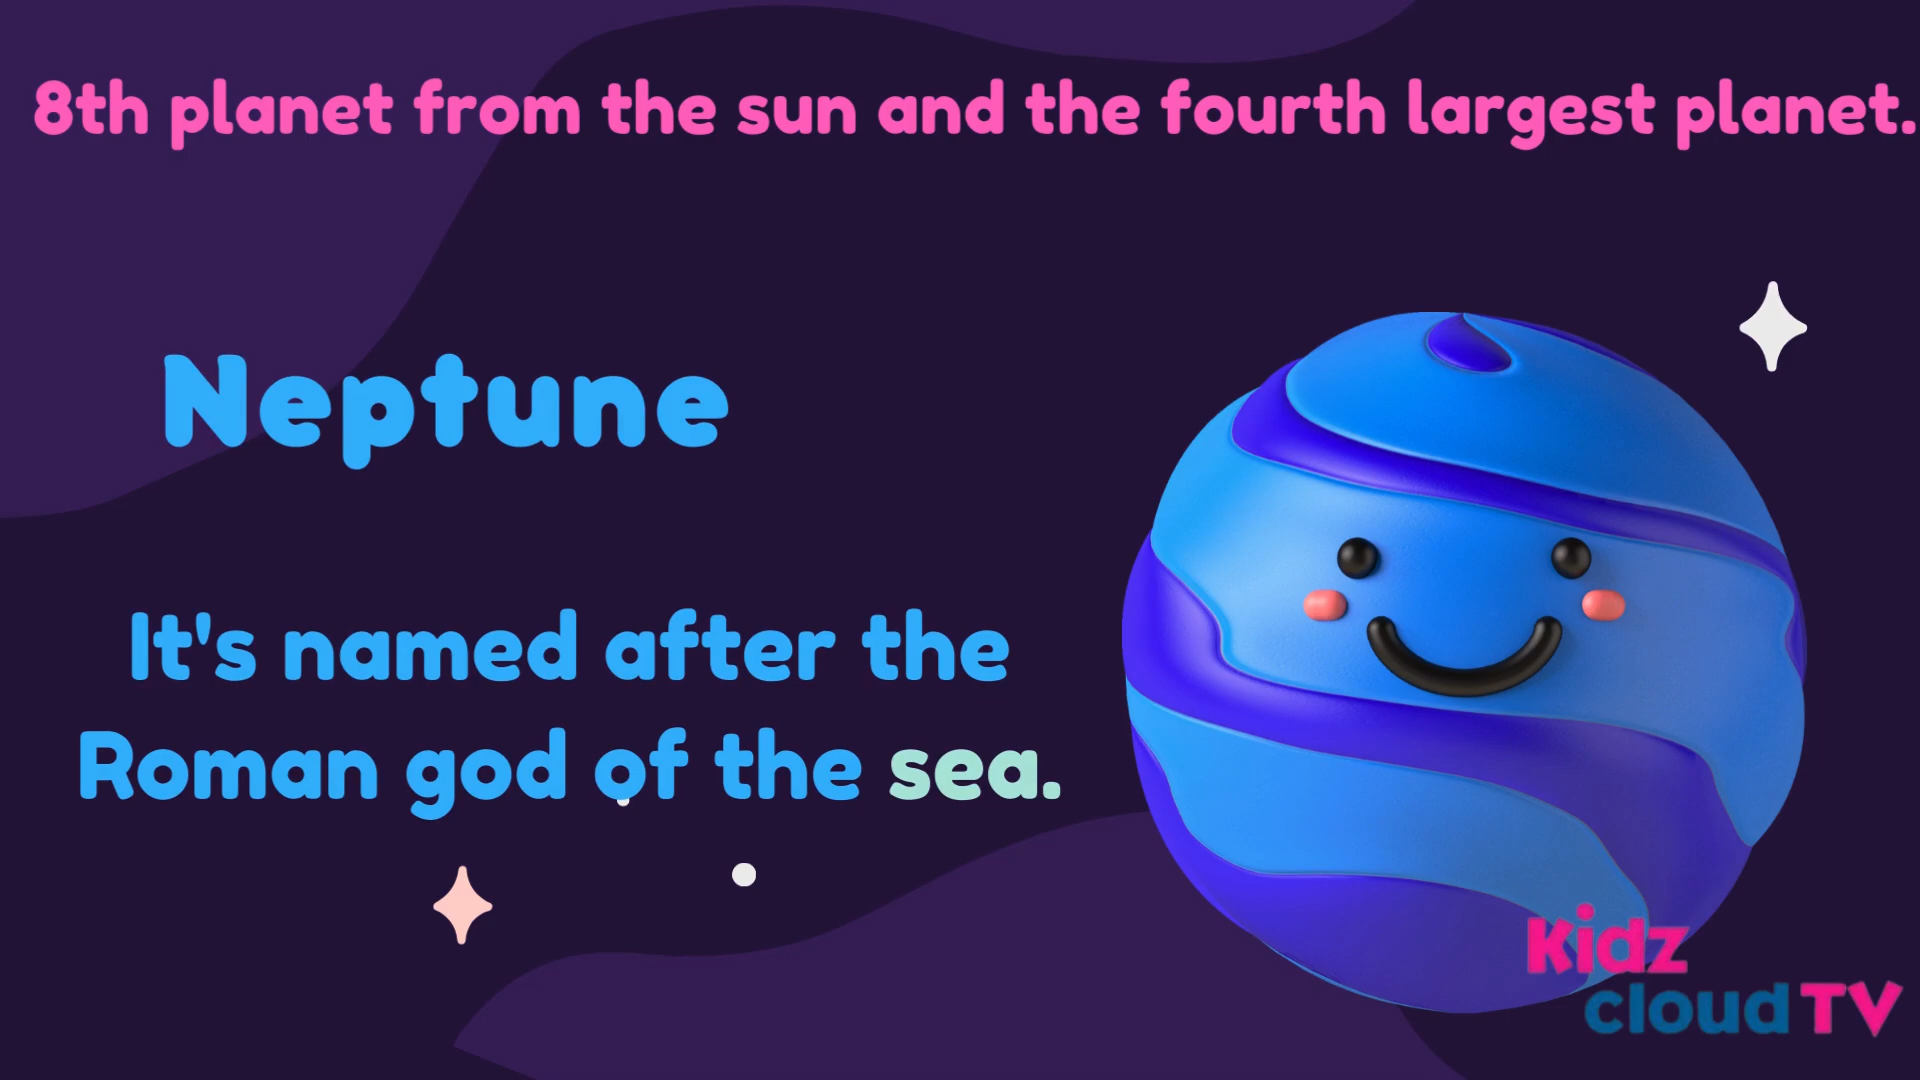 8th planet from the sun and the fourth largest planet.
Neptune
It's named after the
Roman god of the sea.
Kidz
cloud TV